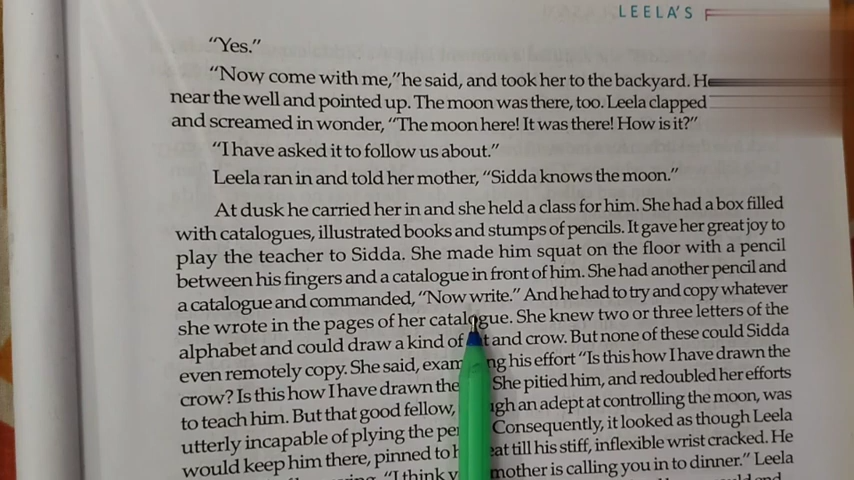 LEELA'S
"Yes."
"Now come with me," he said, and took her to the backyard. He
near the well and pointed up. The moon was there, too. Leela clapped
and screamed in wonder, "The moon here! It was there! How is it?"
"I have asked it to follow us about."
Leela ran in and told her mother, "Sidda knows the moon."
At dusk he carried her in and she held a class for him. She had a box filled
with catalogues, illustrated books and stumps of pencils. It gave her great joy to
play the teacher to Sidda. She made him squat on the floor with a pencil
between his fingers and a catalogue in front of him. She had another pencil and
a catalogue and commanded, "Now write." And he had to try and copy whatever
she wrote in the pages of her catalogue. She knew two or three letters of the
alphabet and could draw a kind of and crow. But none of these could Sidda
even remotely copy. She said, his effort "Is this how I have drawn the
crow? Is this how I have drawn the She pitied him, and redoubled her efforts
to teach him. But that good fellow, an adept at controlling the moon, was
utterly incapable of plying the Consequently, it looked as though Leela
would keep him there, pinned to till his stiff, inflexible wrist cracked. He
"I think mother is calling you in to dinner." Leela